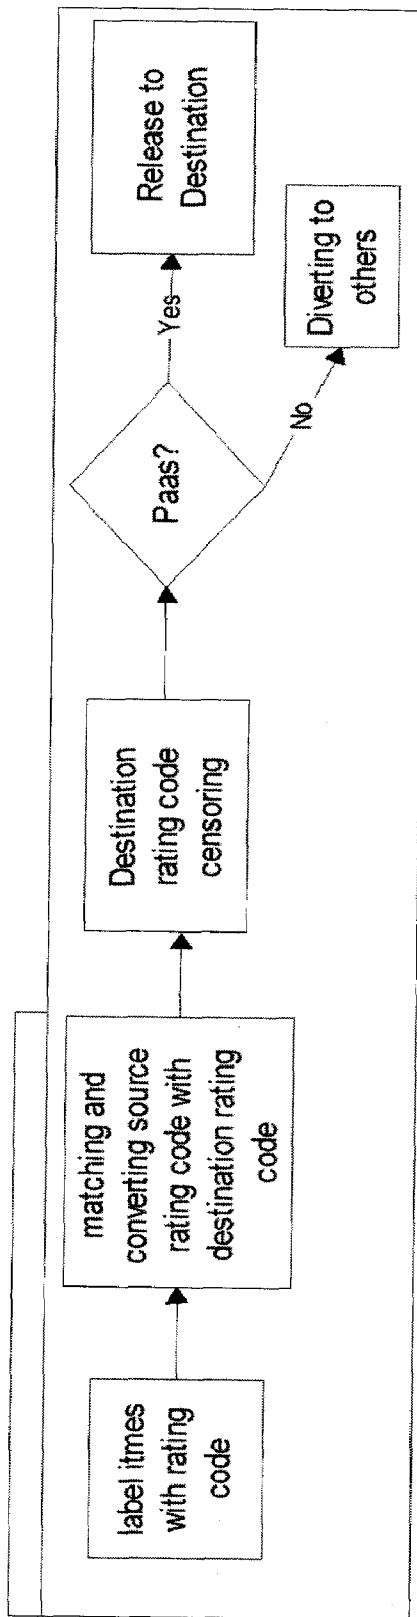 label itmes
with rating
code
matching and
converting source
rating code with
destination rating
code
Destination
rating code
censoring
Paas?
Yes
No
Release to
Destination
Diverting to
others